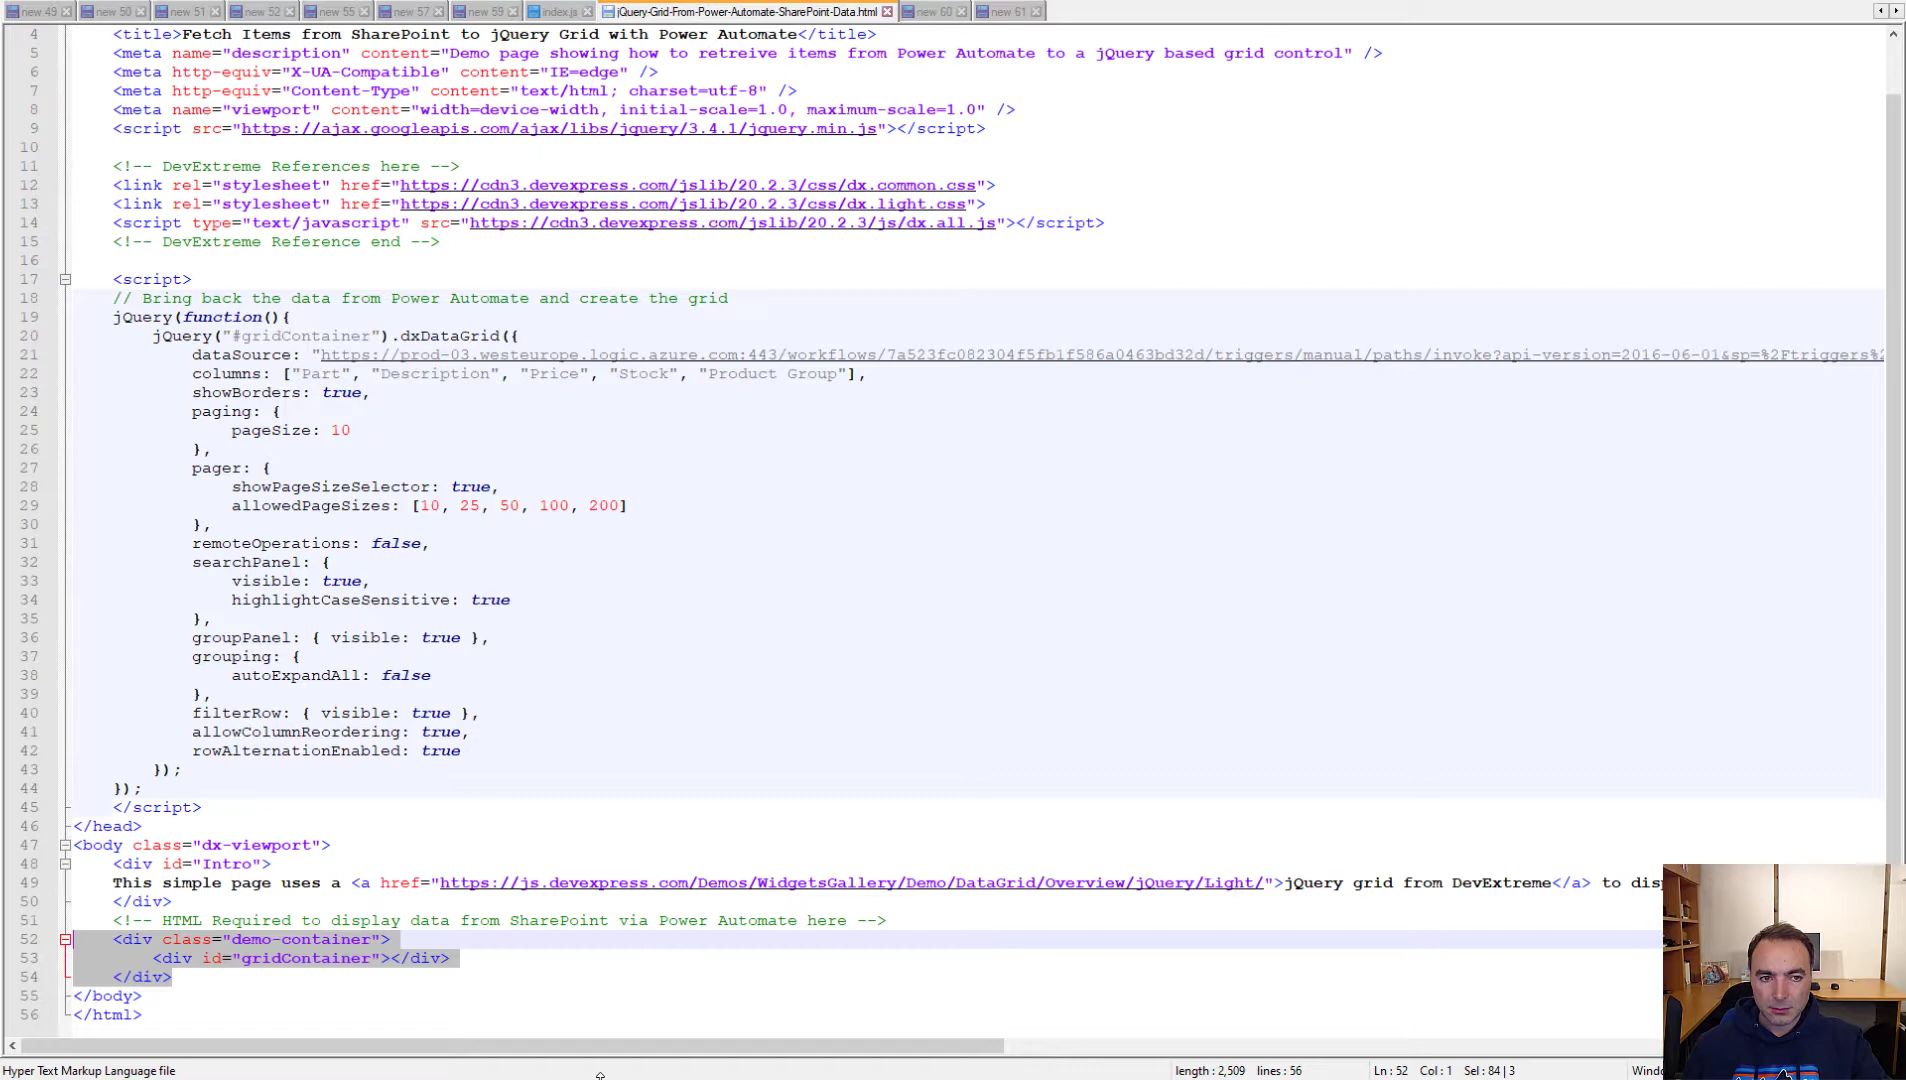 new 49 new 50 new 51 new 52 new 55 new 57 new 59 index.js jQuery-Grid-From-Power-Automate-SharePoint-Data.html new 60 new 61
4 <title>Fetch Items from SharePoint to jQuery Grid with Power Automate</title>
5 <meta name="description" content="Demo page showing how to retreive items from Power Automate to a jQuery based grid control" />
6 <meta http-equiv="X-UA-Compatible" content="IE=edge" />
7 <meta http-equiv="Content-Type" content="text/html; charset=utf-8" />
8 <meta name="viewport" content="width=device-width, initial-scale=1.0, maximum-scale=1.0" />
9 <script src="https://ajax.googleapis.com/ajax/libs/jquery/3.4.1/jquery.min.js"></script>
10
11 <!-- DevExtreme References here -->
12 <link rel="stylesheet" href="https://cdn3.devexpress.com/jslib/20.2.3/css/dx.common.css">
13 <link rel="stylesheet" href="https://cdn3.devexpress.com/jslib/20.2.3/css/dx.light.css">
14 <script type="text/javascript" src="https://cdn3.devexpress.com/jslib/20.2.3/js/dx.all.js"></script>
15 <!-- DevExtreme Reference end -->
16
17 <script>
18 // Bring back the data from Power Automate and create the grid
19 jQuery(function(){
20 jQuery("#gridContainer").dxDataGrid({
21 dataSource: "https://prod-03.westeurope.logic.azure.com:443/workflows/7a523fc082304f5fb1f586a0463bd32d/triggers/manual/paths/invoke?api-version=2016-06-01&sp=%2Ftriggers%2
22 columns: ["Part", "Description", "Price", "Stock", "Product Group"],
23 showBorders: true,
24 paging: {
25 pageSize: 10
26 },
27 pager: {
28 showPageSizeSelector: true,
29 allowedPageSizes: [10, 25, 50, 100, 200]
30 },
31 remoteOperations: false,
32 searchPanel: {
33 visible: true,
34 highlightCaseSensitive: true
35 },
36 groupPanel: { visible: true },
37 grouping: {
38 autoExpandAll: false
39 },
40 filterRow: { visible: true },
41 allowColumnReordering: true,
42 rowAlternationEnabled: true
43 });
44 });
45 </script>
46 </head>
47 <body class="dx-viewport">
48 <div id="Intro">
49 This simple page uses a <a href="https://js.devexpress.com/Demos/WidgetsGallery/Demo/DataGrid/Overview/jQuery/Light/">jQuery grid from DevExtreme</a> to dis
50 </div>
51 <!-- HTML Required to display data from SharePoint via Power Automate here -->
52 <div class="demo-container">
53 <div id="gridContainer"></div>
54 </div>
55 </body>
56 </html>
Hyper Text Markup Language file length : 2,509 lines : 56 Ln : 52 Col : 1 Sel : 84 | 3 Windo